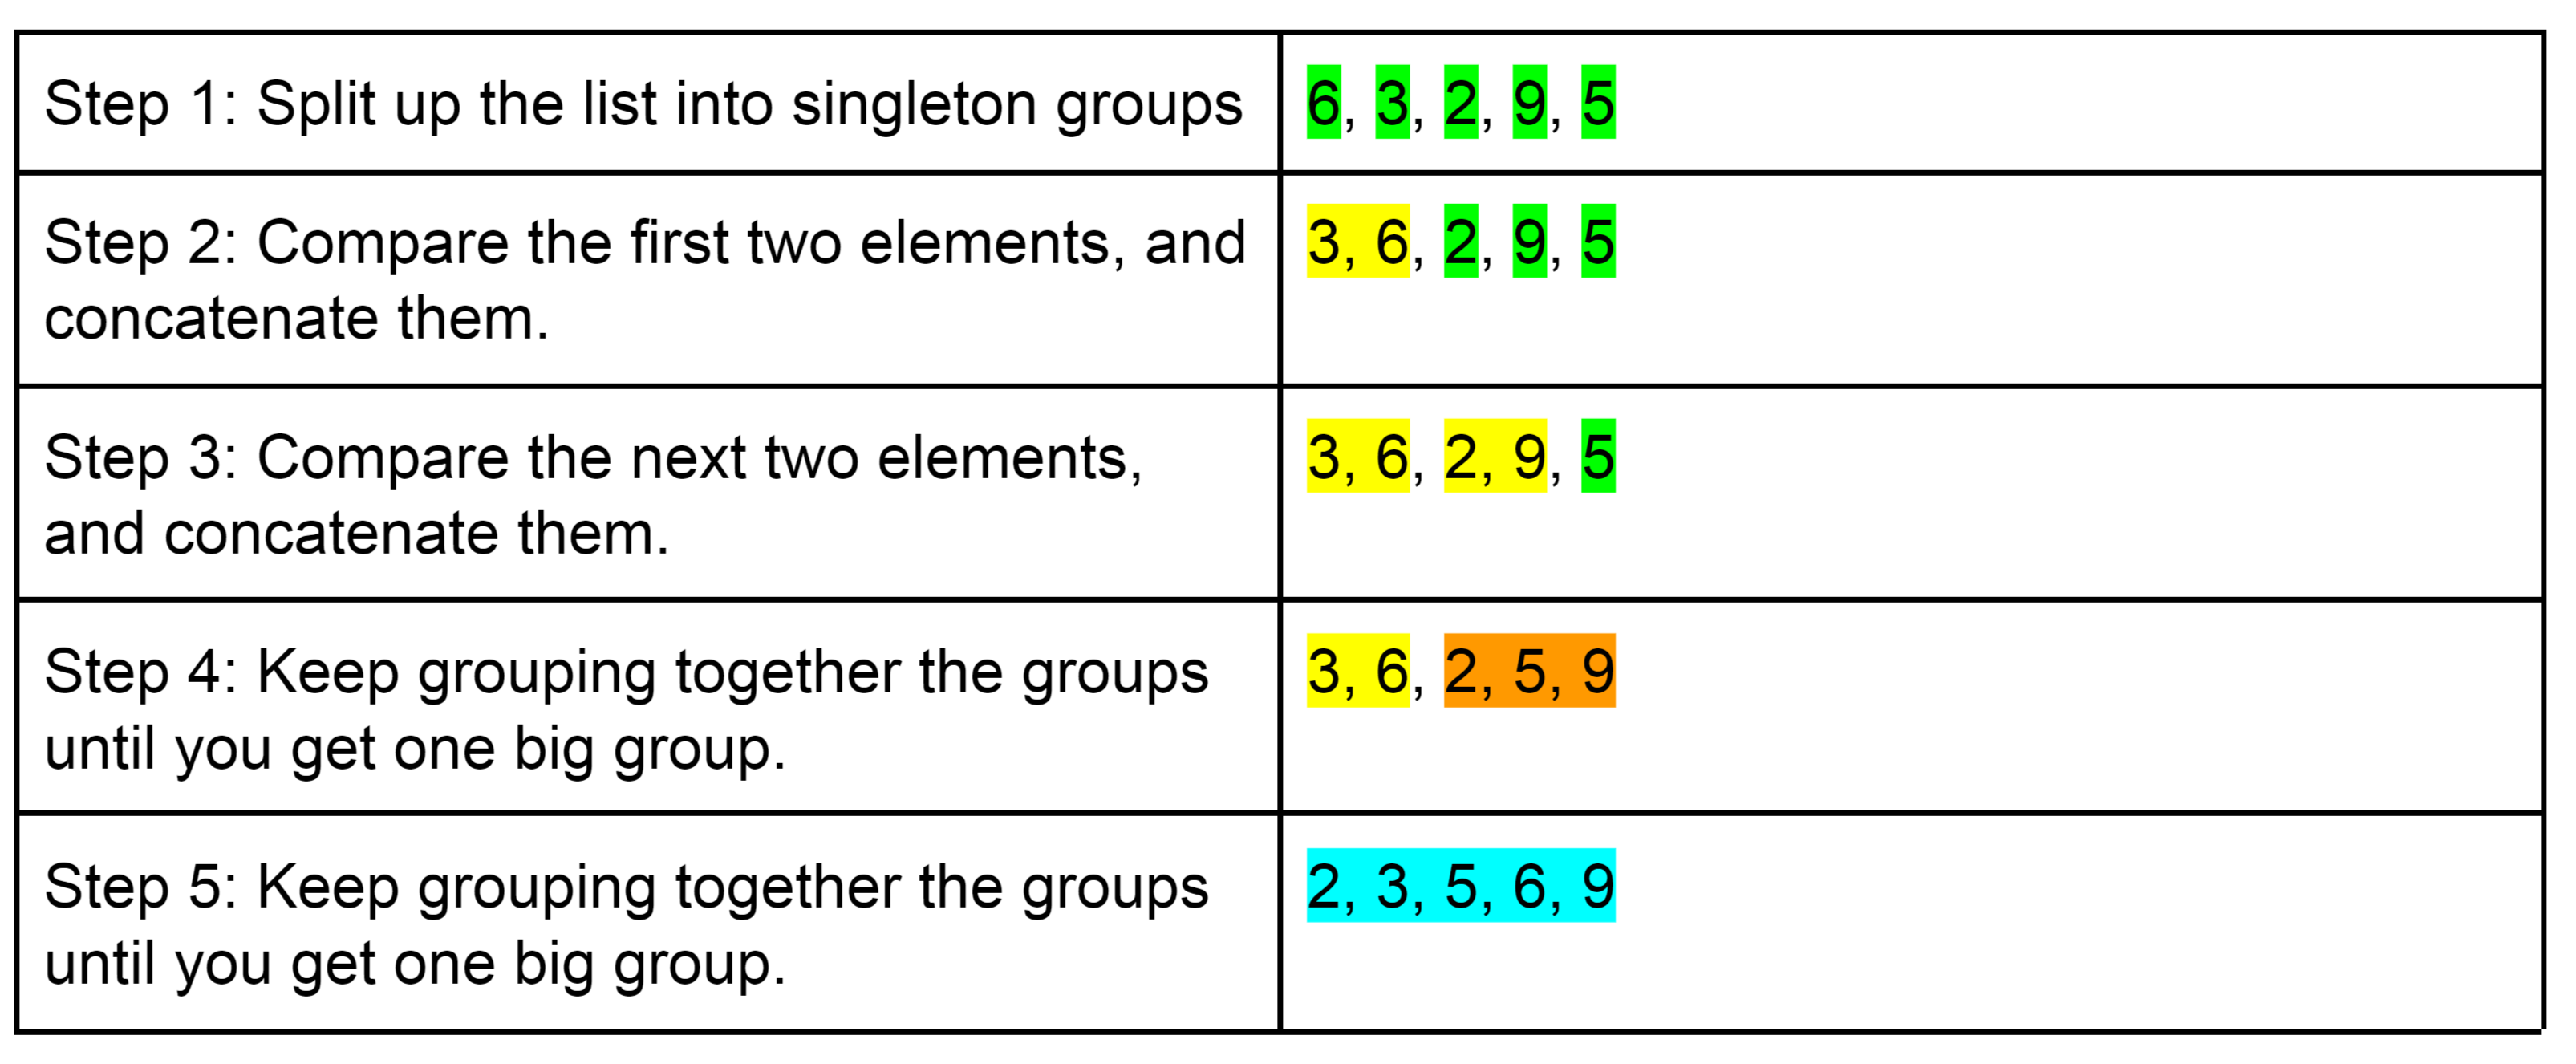 Step 1: Split up the list into singleton groups
6, 3, 2, 9, 5
Step 2: Compare the first two elements, and
concatenate them.
3, 6, 2, 9, 5
Step 3: Compare the next two elements,
and concatenate them.
3, 6, 2, 9, 5
Step 4: Keep grouping together the groups
until you get one big group.
3, 6, 2, 5, 9
Step 5: Keep grouping together the groups
until you get one big group.
2, 3, 5, 6, 9